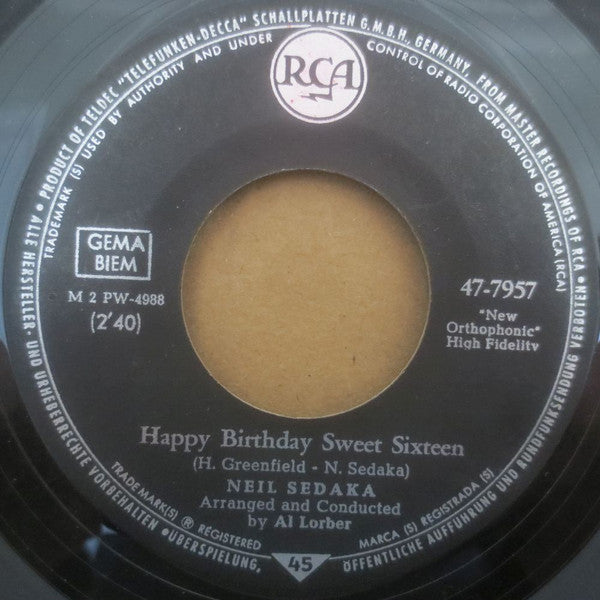 • PRODUCT OF TELDEC "TELEFUNKEN-DECCA" SCHALLPLATTEN G.M.B.H., GERMANY, FROM MASTER RECORDINGS OF RCA •
TRADEMARK (S) USED BY AUTHORITY AND UNDER CONTROL OF RADIO CORPORATION OF AMERICA (RCA)
RCA
GEMA
BIEM
M 2 PW-4988
(2'40)
47-7957
"New
Orthophonic"
High Fidelity
Happy Birthday Sweet Sixteen
(H. Greenfield - N. Sedaka)
NEIL SEDAKA
Arranged and Conducted
by Al Lorber
TRADE MARK(S) ® REGISTERED
MARCA (S) REGISTRADA (S)
45
ALLE HERSTELLER- UND URHEBERRECHTE VORBEHALTEN • ÜBERSPIELUNG, ÖFFENTLICHE AUFFÜHRUNG UND RUNDFUNKSENDUNG VERBOTEN